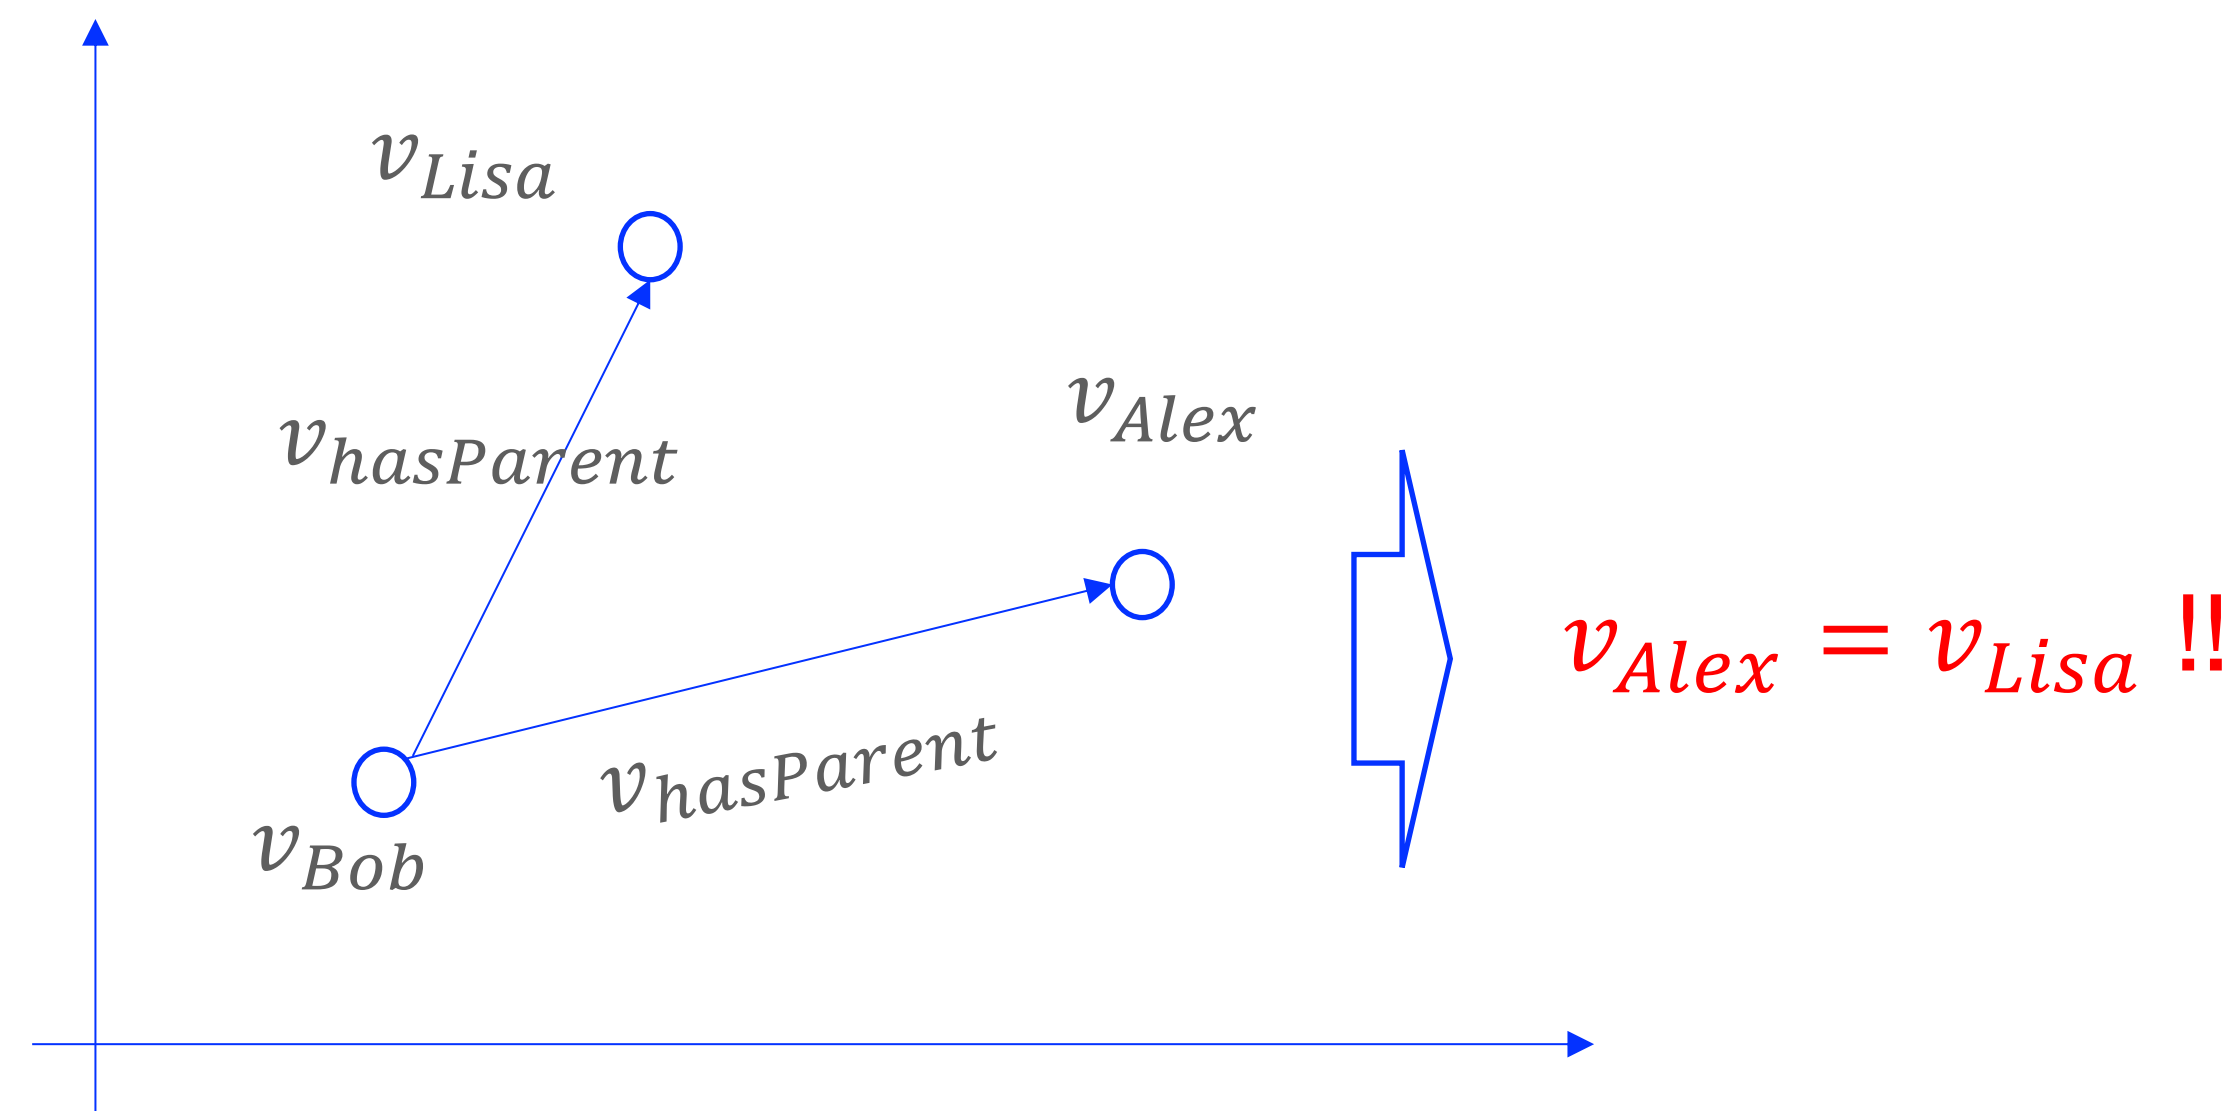 v_Lisa
v_hasParent
v_Alex
v_Alex = v_Lisa !!
v_hasParent
v_Bob